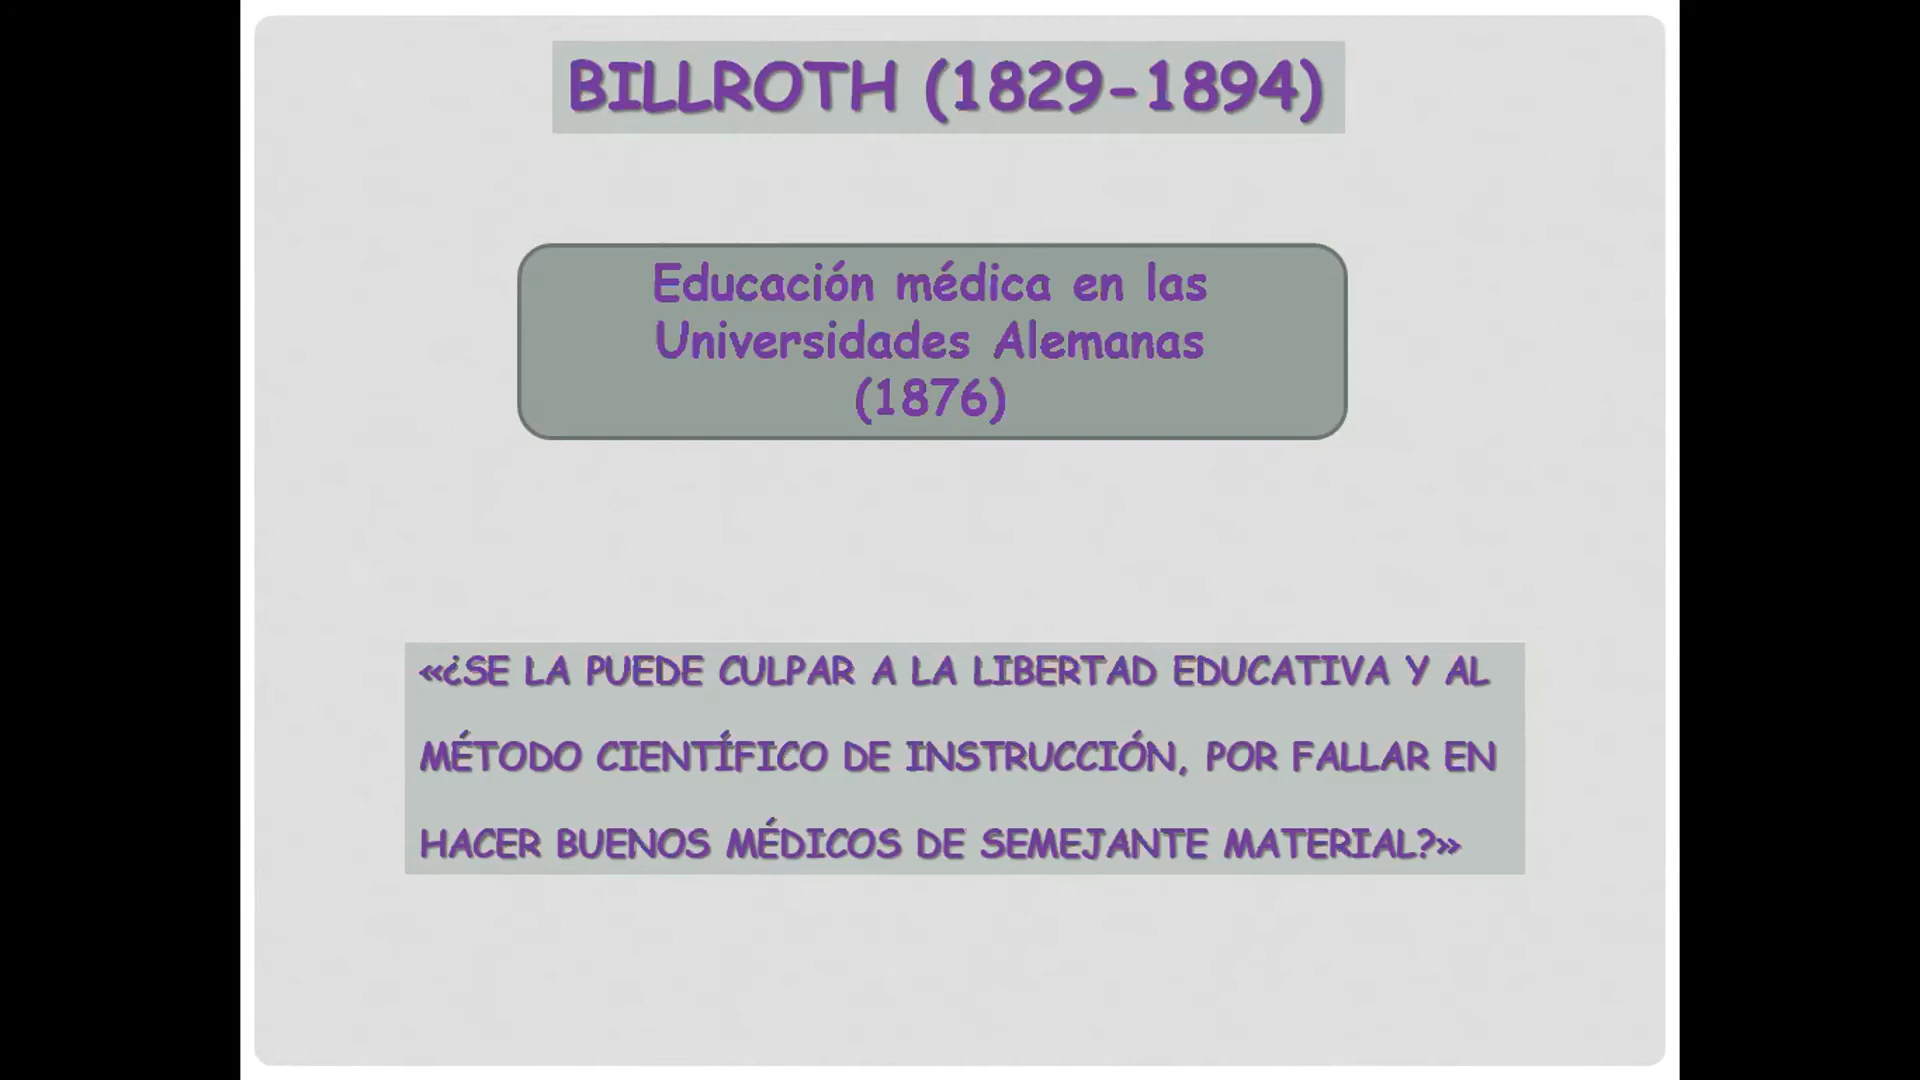 BILLROTH (1829-1894)
Educación médica en las
Universidades Alemanas
(1876)
«¿SE LA PUEDE CULPAR A LA LIBERTAD EDUCATIVA Y AL
MÉTODO CIENTÍFICO DE INSTRUCCIÓN, POR FALLAR EN
HACER BUENOS MÉDICOS DE SEMEJANTE MATERIAL?»